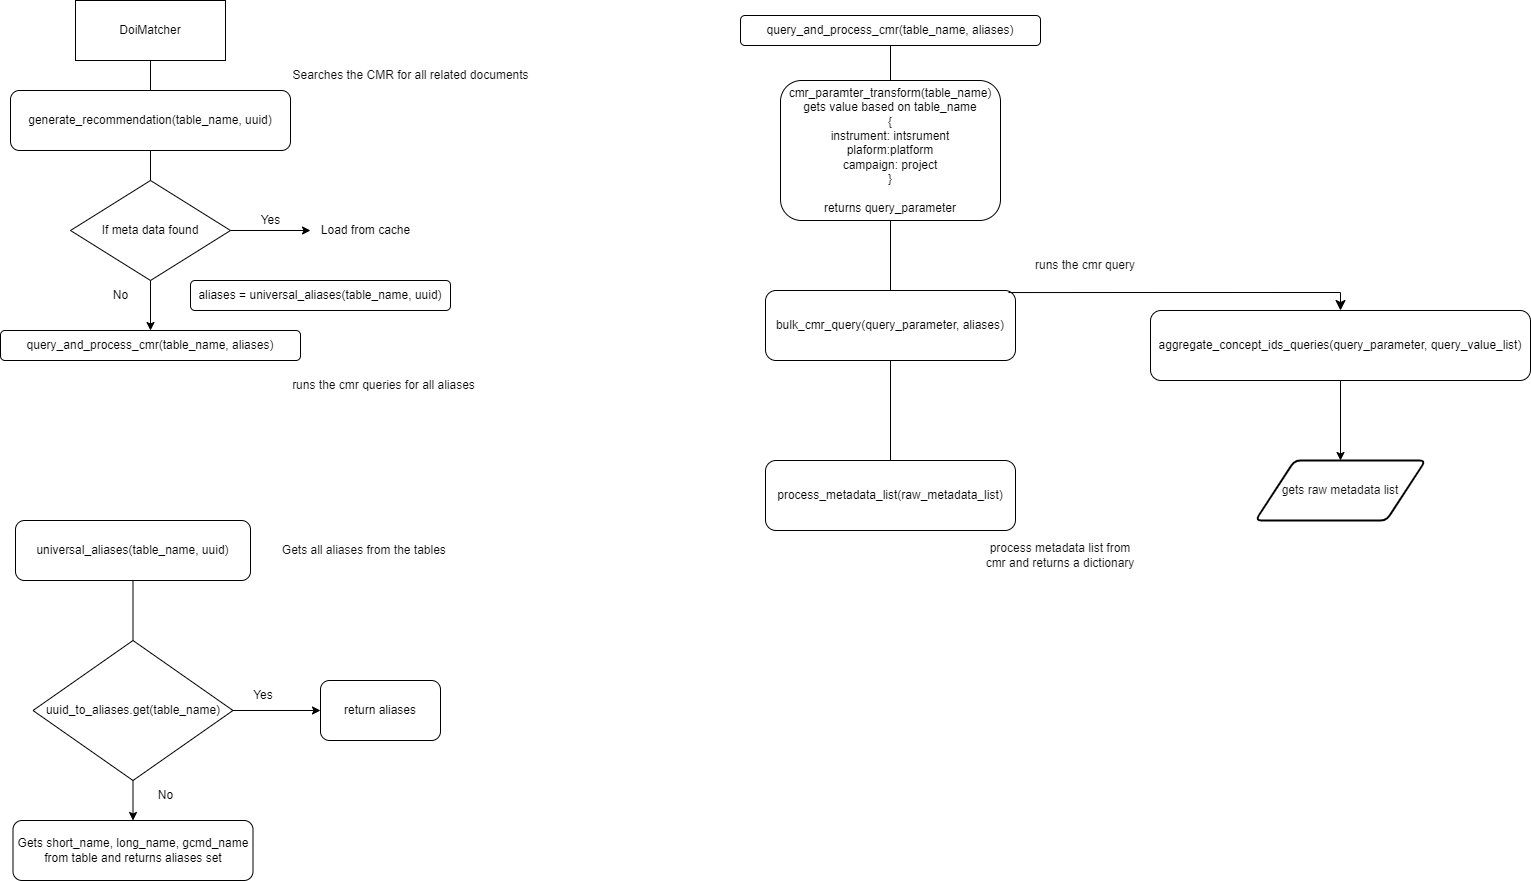 DoiMatcher
Searches the CMR for all related documents
generate_recommendation(table_name, uuid)
If meta data found
Yes
Load from cache
No
aliases = universal_aliases(table_name, uuid)
query_and_process_cmr(table_name, aliases)
runs the cmr queries for all aliases
universal_aliases(table_name, uuid)
Gets all aliases from the tables
uuid_to_aliases.get(table_name)
Yes
return aliases
No
Gets short_name, long_name, gcmd_name
from table and returns aliases set
query_and_process_cmr(table_name, aliases)
cmr_paramter_transform(table_name)
gets value based on table_name
{
instrument: intsrument
plaform:platform
campaign: project
}
returns query_parameter
runs the cmr query
bulk_cmr_query(query_parameter, aliases)
aggregate_concept_ids_queries(query_parameter, query_value_list)
gets raw metadata list
process_metadata_list(raw_metadata_list)
process metadata list from
cmr and returns a dictionary